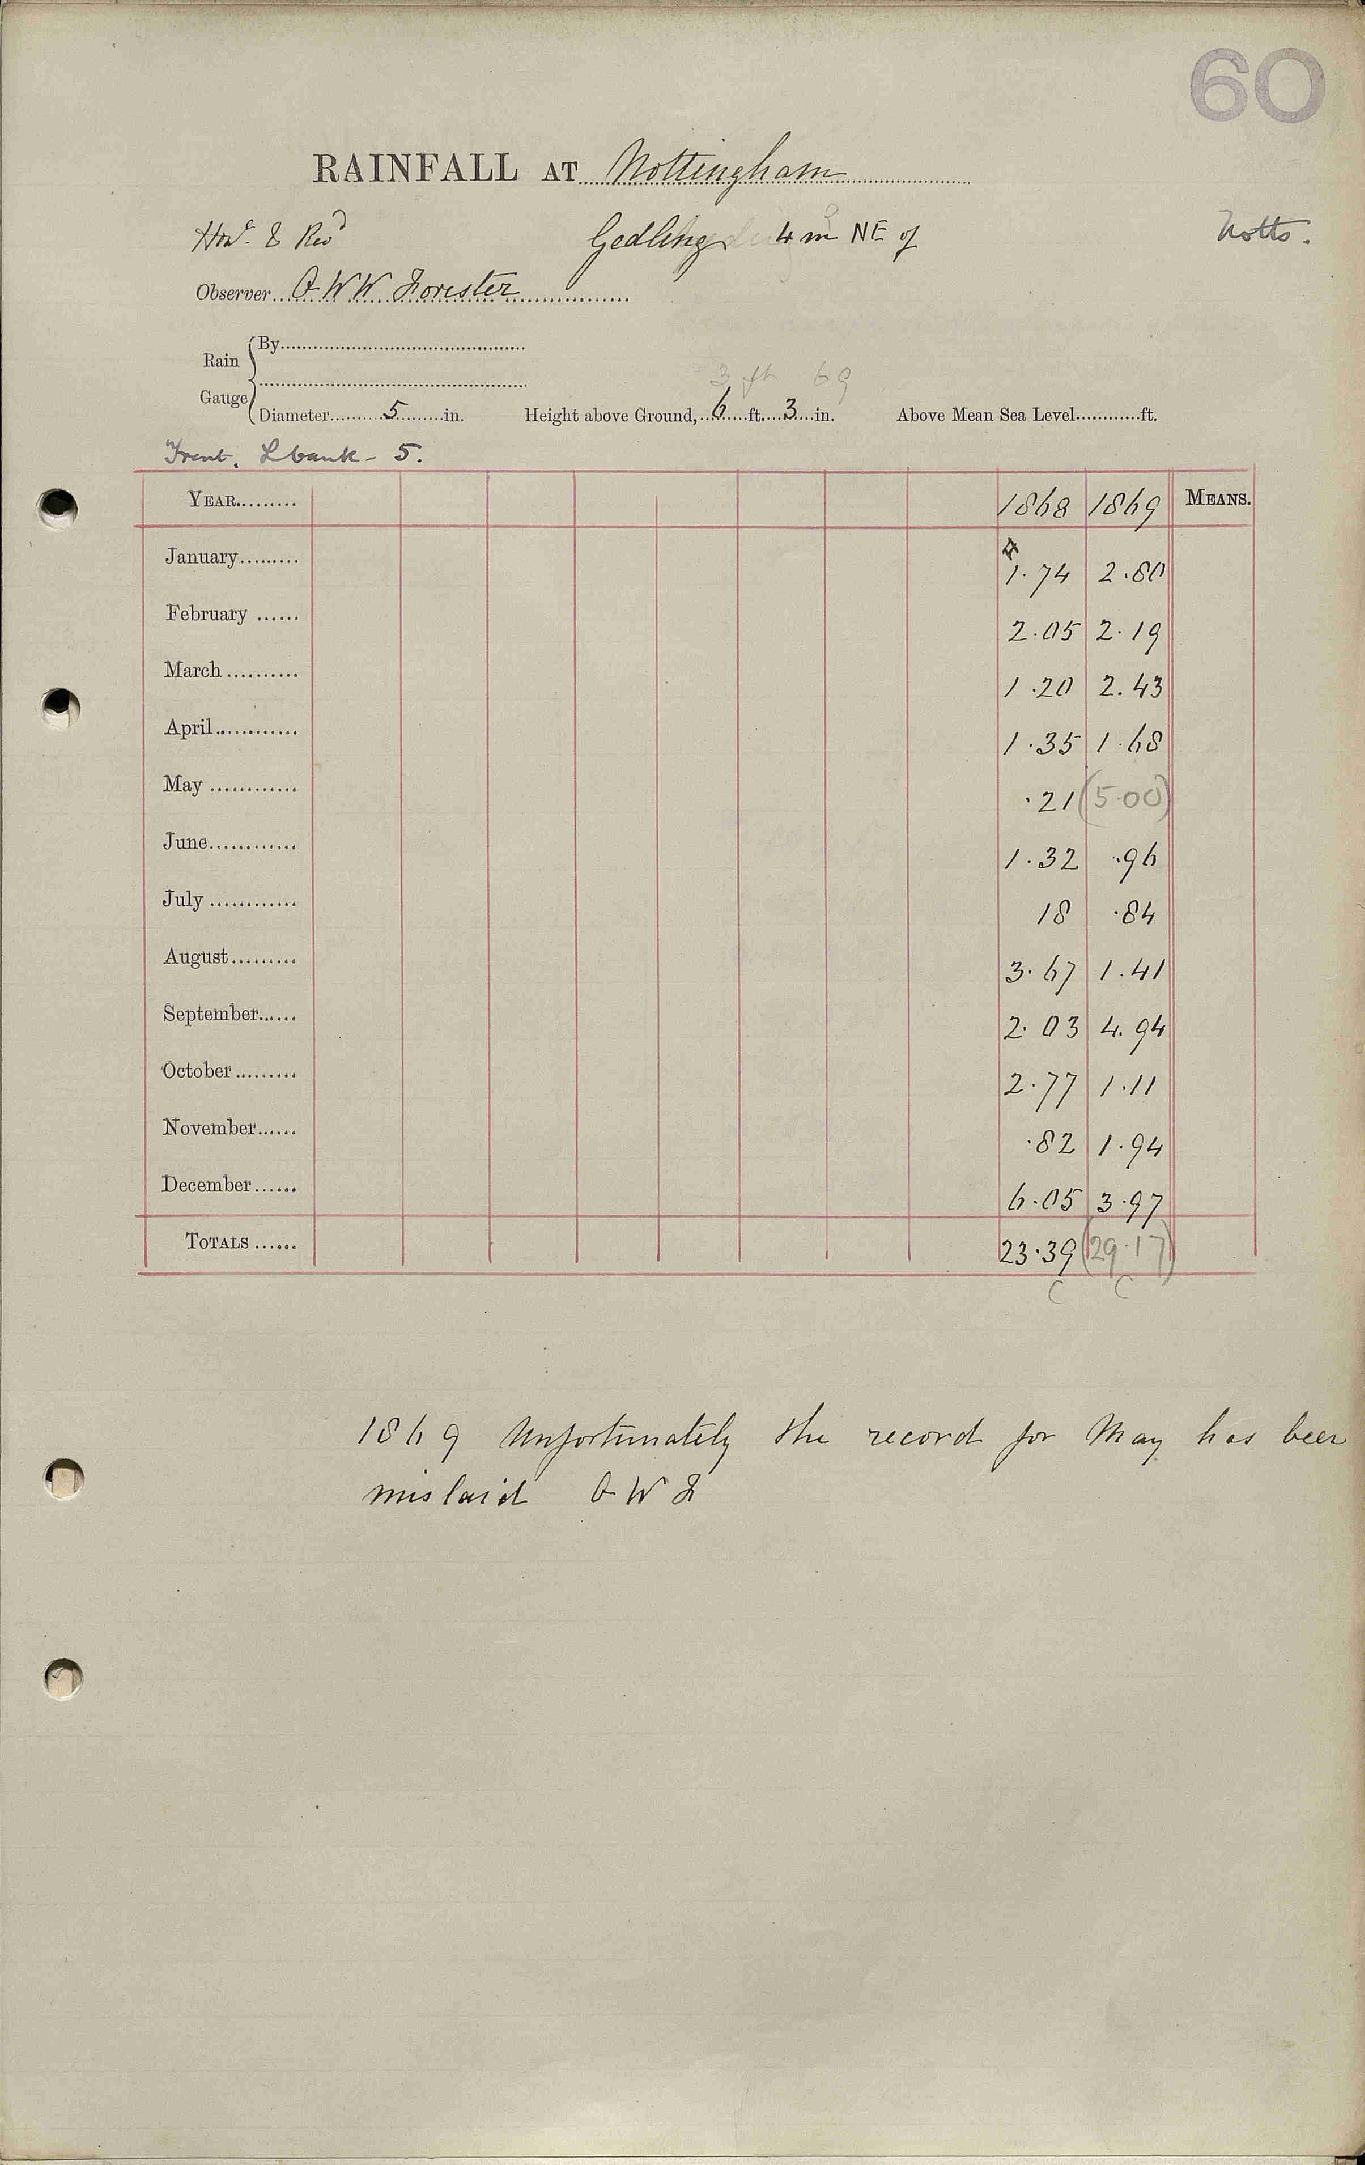 60
RAINFALL AT Nottingham
Gedling 4 m NE of
Notts.
Honᵈ & Revᵈ
Observer O W W Forester
Rain Gauge
By
3 ft 69
Diameter 5 in. Height above Ground, 6 ft. 3 in. Above Mean Sea Level ft.
Trent. L bank - 5.
YEAR 1868 1869 MEANS.
January 1.74 2.80
February 2.05 2.19
March 1.20 2.43
April 1.35 1.68
May .21 (5.00)
June 1.32 .96
July 18 .84
August 3.67 1.41
September 2.03 4.94
October 2.77 1.11
November .82 1.94
December 6.05 3.97
TOTALS 23.39 (29.17)
C C
1869 Unfortunately the record for May has been
mislaid O W F